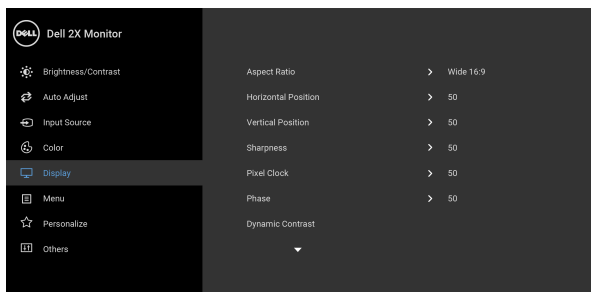 DELL Dell 2X Monitor
Brightness/Contrast
Auto Adjust
Input Source
Color
Display
Menu
Personalize
Others
Aspect Ratio Wide 16:9
Horizontal Position 50
Vertical Position 50
Sharpness 50
Pixel Clock 50
Phase 50
Dynamic Contrast